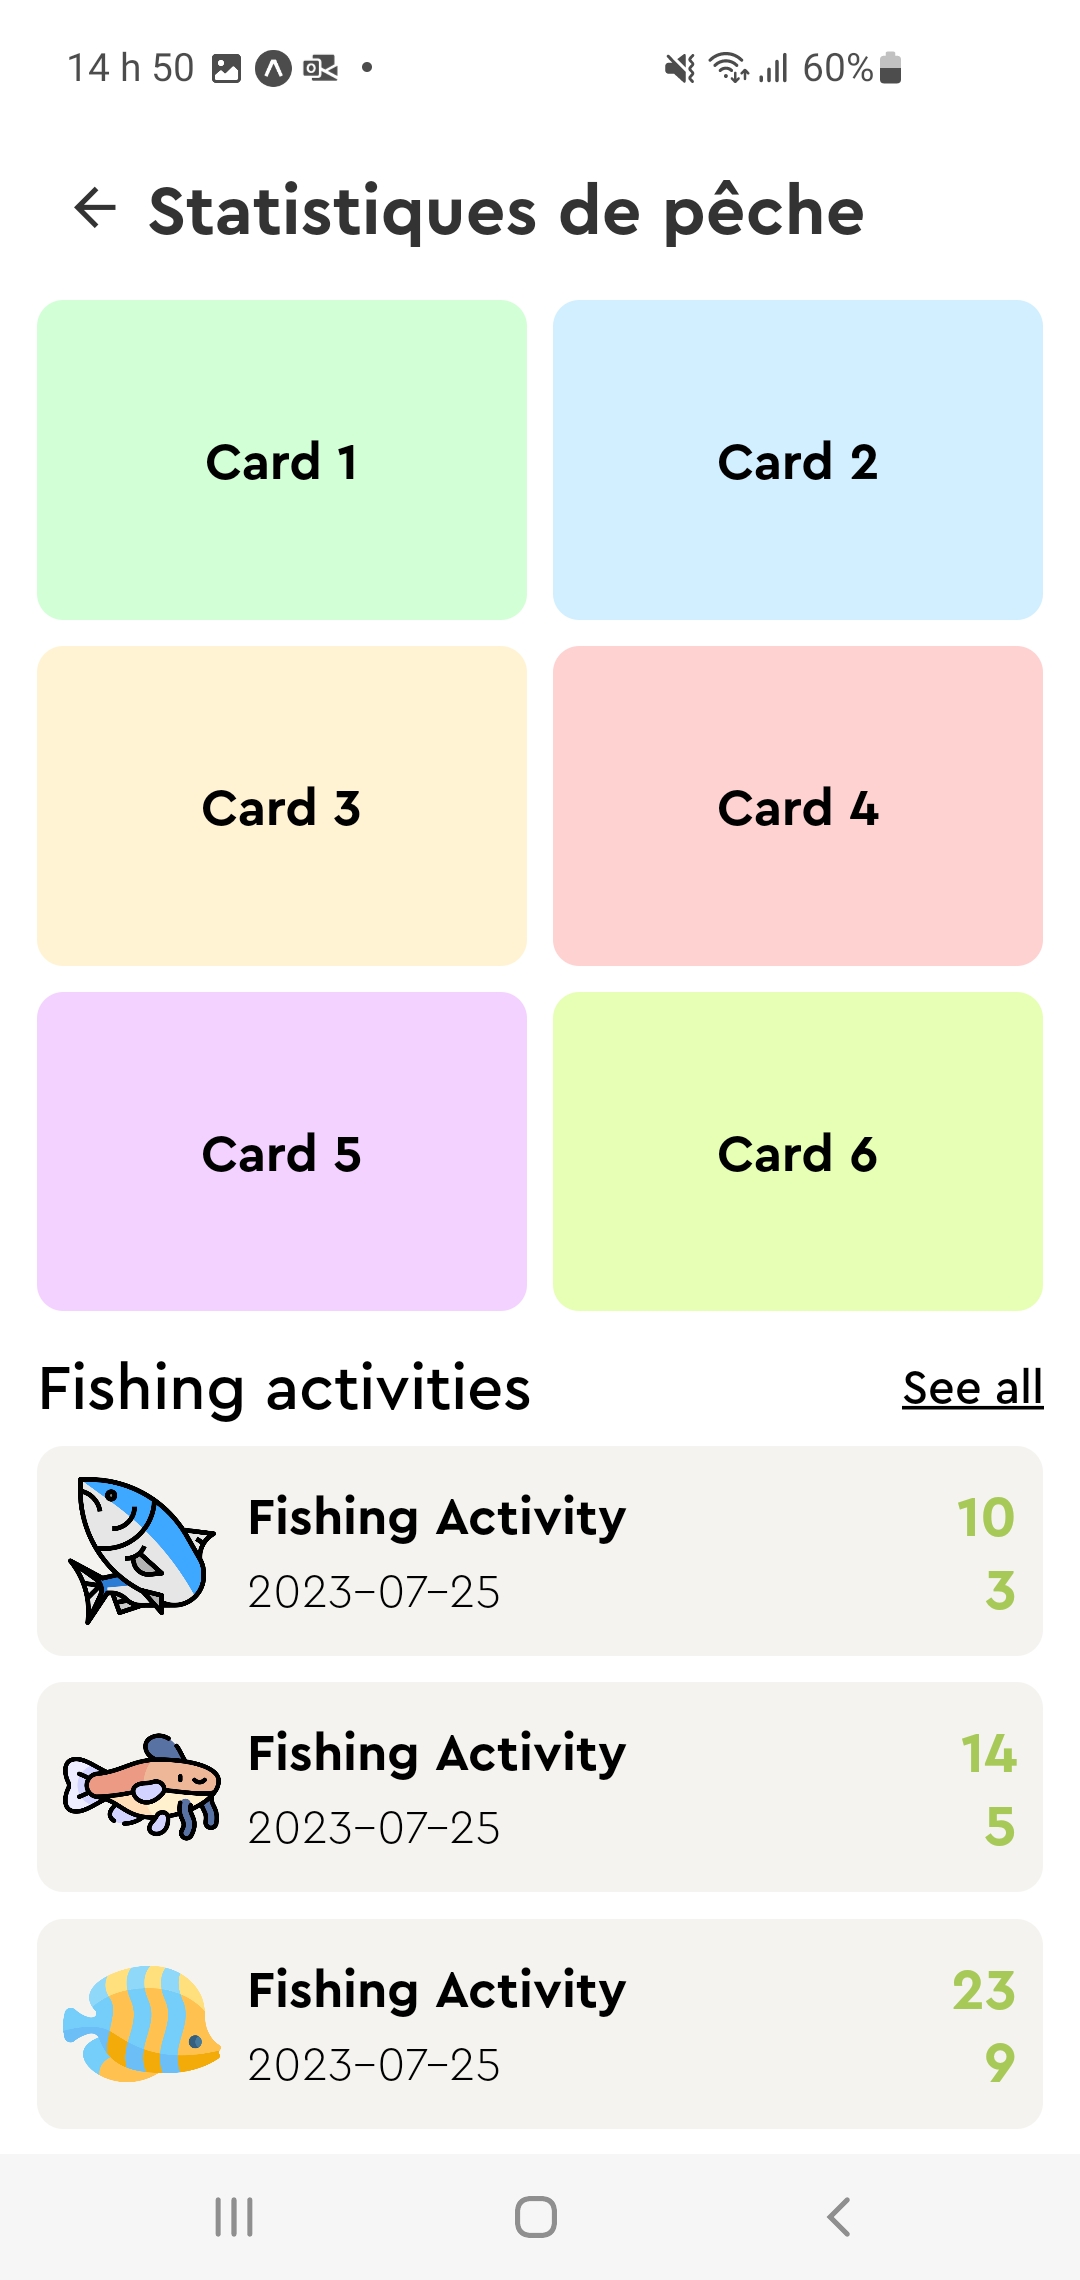 14 h 50 60%
Statistiques de pêche
Card 1 Card 2
Card 3 Card 4
Card 5 Card 6
Fishing activities See all
Fishing Activity 10
2023-07-25 3
Fishing Activity 14
2023-07-25 5
Fishing Activity 23
2023-07-25 9